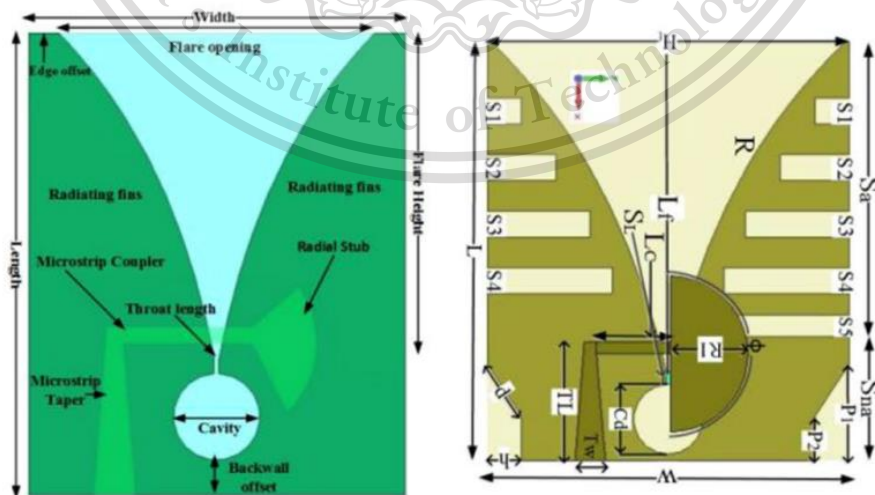 Institute of Technolog
Width
Flare opening
Edge offset
Radiating fins
Radiating fins
Flare Height
Length
Microstrip Coupler
Radial Stub
Throat length
Microstrip Taper
Cavity
Backwall offset
H
S1
S2
S3
S4
S1
S2
S3
S4
S5
R
Sa
L
Lf
SL
LC
R1
Φ
TL
Cd
Tw
P
h
P1
P2
Sna
W